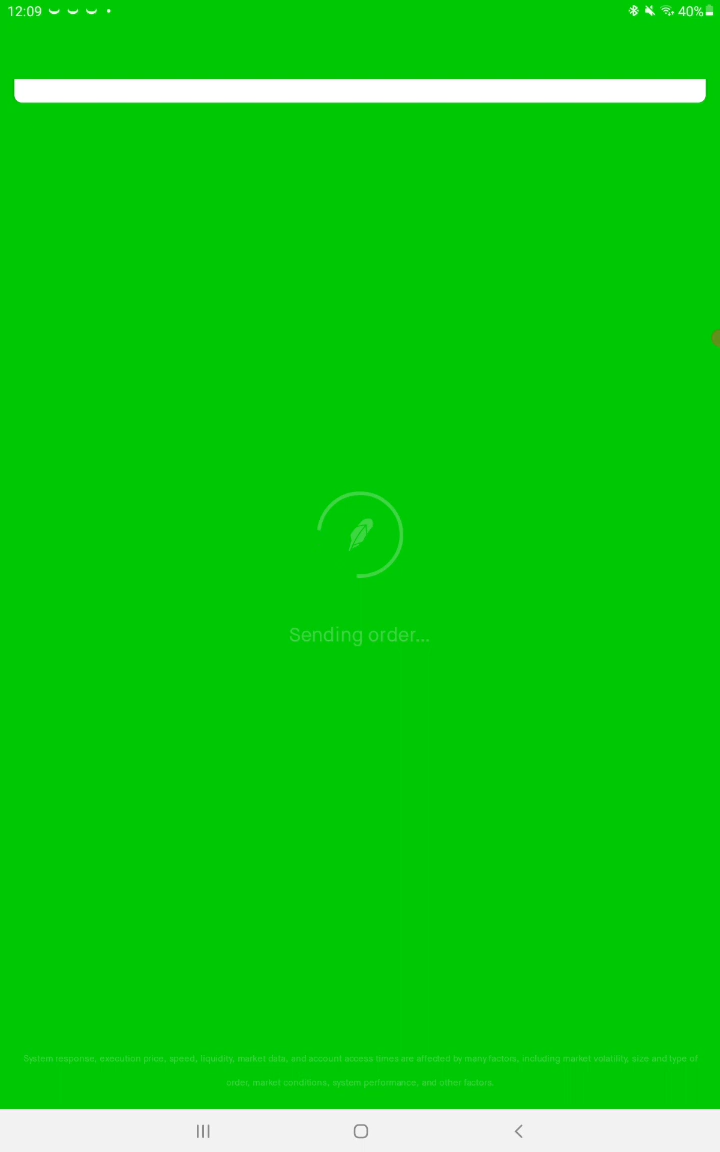 12:09
40%
Sending order...
System response, execution price, speed, liquidity, market data, and account access times are affected by many factors, including market volatility, size and type of
order, market conditions, system performance, and other factors.